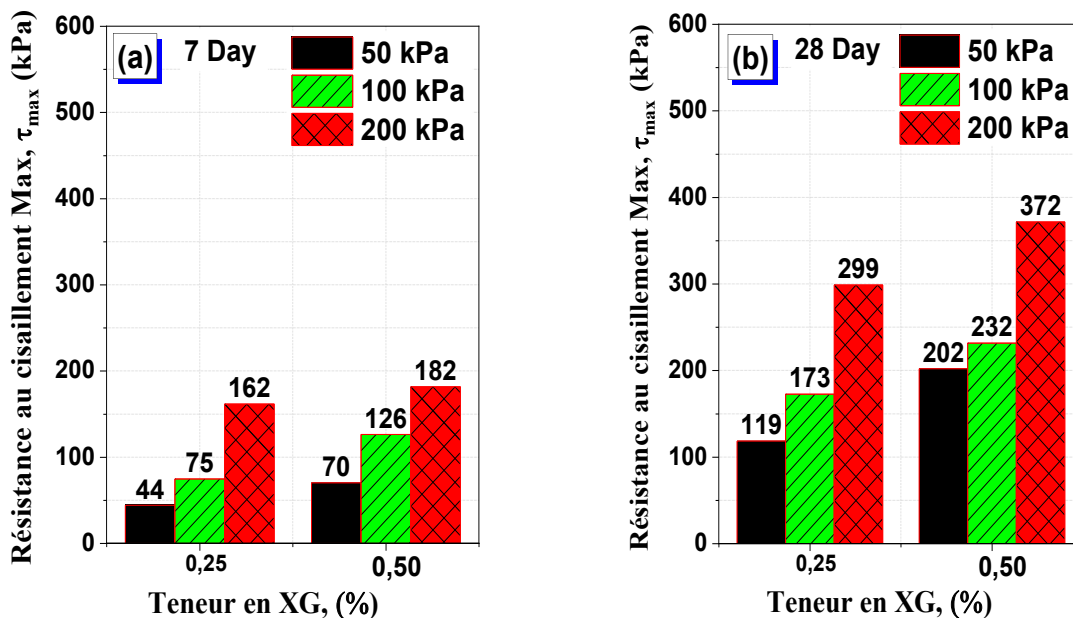 Résistance au cisaillement Max, τmax (kPa)
600
500
400
300
200
100
0
(a) 7 Day
50 kPa
100 kPa
200 kPa
44
75
162
70
126
182
0,25
0,50
Teneur en XG, (%)
Résistance au cisaillement Max, τmax (kPa)
600
500
400
300
200
100
0
(b) 28 Day
50 kPa
100 kPa
200 kPa
119
173
299
202
232
372
0,25
0,50
Teneur en XG, (%)